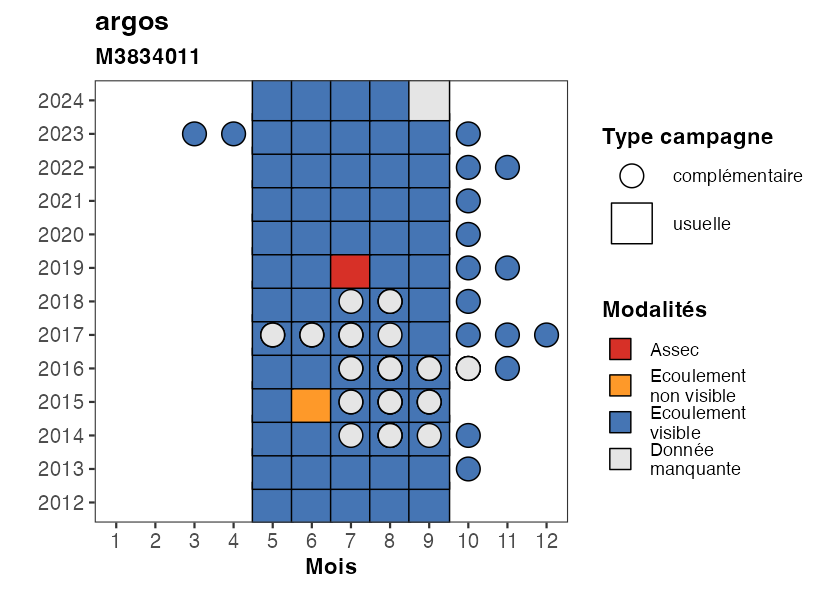 argos
M3834011
2024
2023
2022
2021
2020
2019
2018
2017
2016
2015
2014
2013
2012
1 2 3 4 5 6 7 8 9 10 11 12
Mois
Type campagne
complémentaire
usuelle
Modalités
Assec
Ecoulement
non visible
Ecoulement
visible
Donnée
manquante